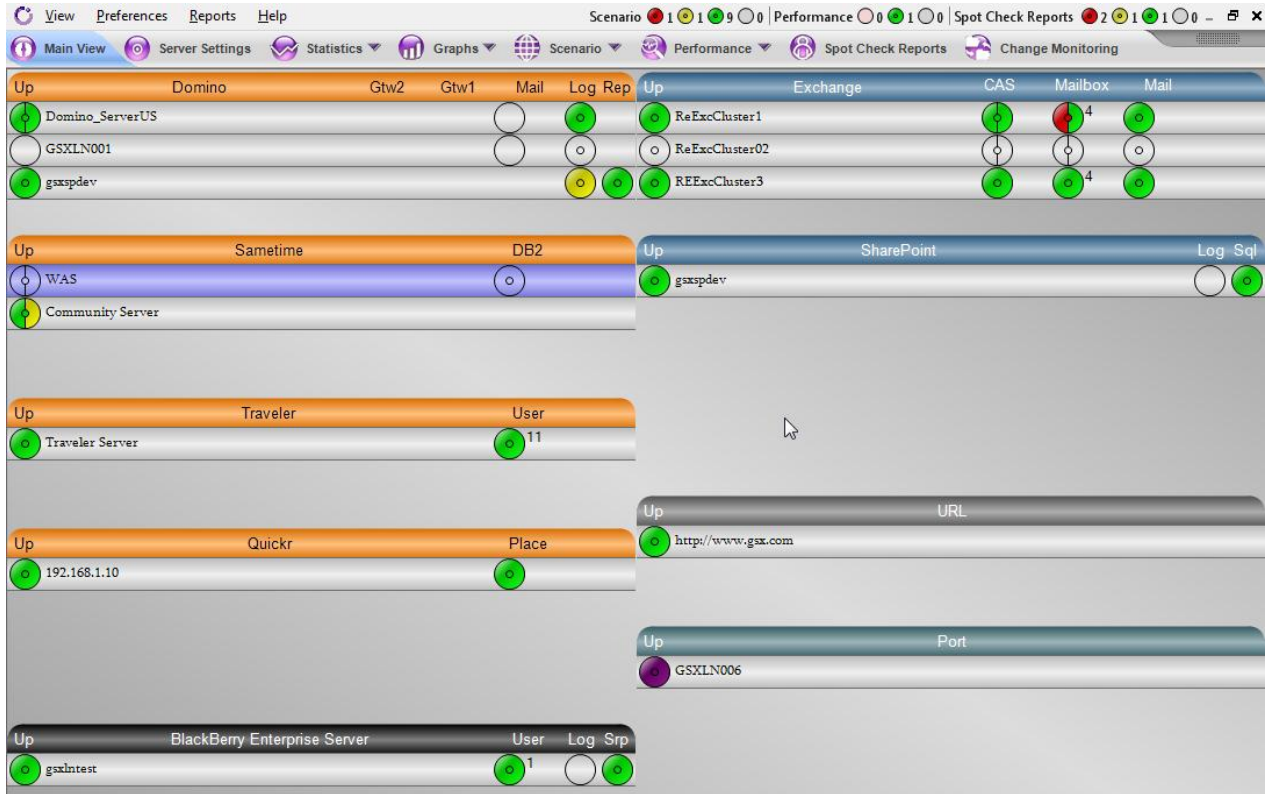 View Preferences Reports Help Scenario 1 1 9 0 Performance 0 1 0 Spot Check Reports 2 1 1 0
Main View Server Settings Statistics Graphs Scenario Performance Spot Check Reports Change Monitoring
Up Domino Gtw2 Gtw1 Mail Log Rep
Domino_ServerUS
GSXLN001
gsxspdev
Up Exchange CAS Mailbox Mail
ReExcCluster1 4
ReExcCluster02
REExcCluster3 4
Up Sametime DB2
WAS
Community Server
Up SharePoint Log Sql
gsxspdev
Up Traveler User
Traveler Server 11
Up URL
http://www.gsx.com
Up Quickr Place
192.168.1.10
Up Port
GSXLN006
Up BlackBerry Enterprise Server User Log Srp
gsxlntest 1